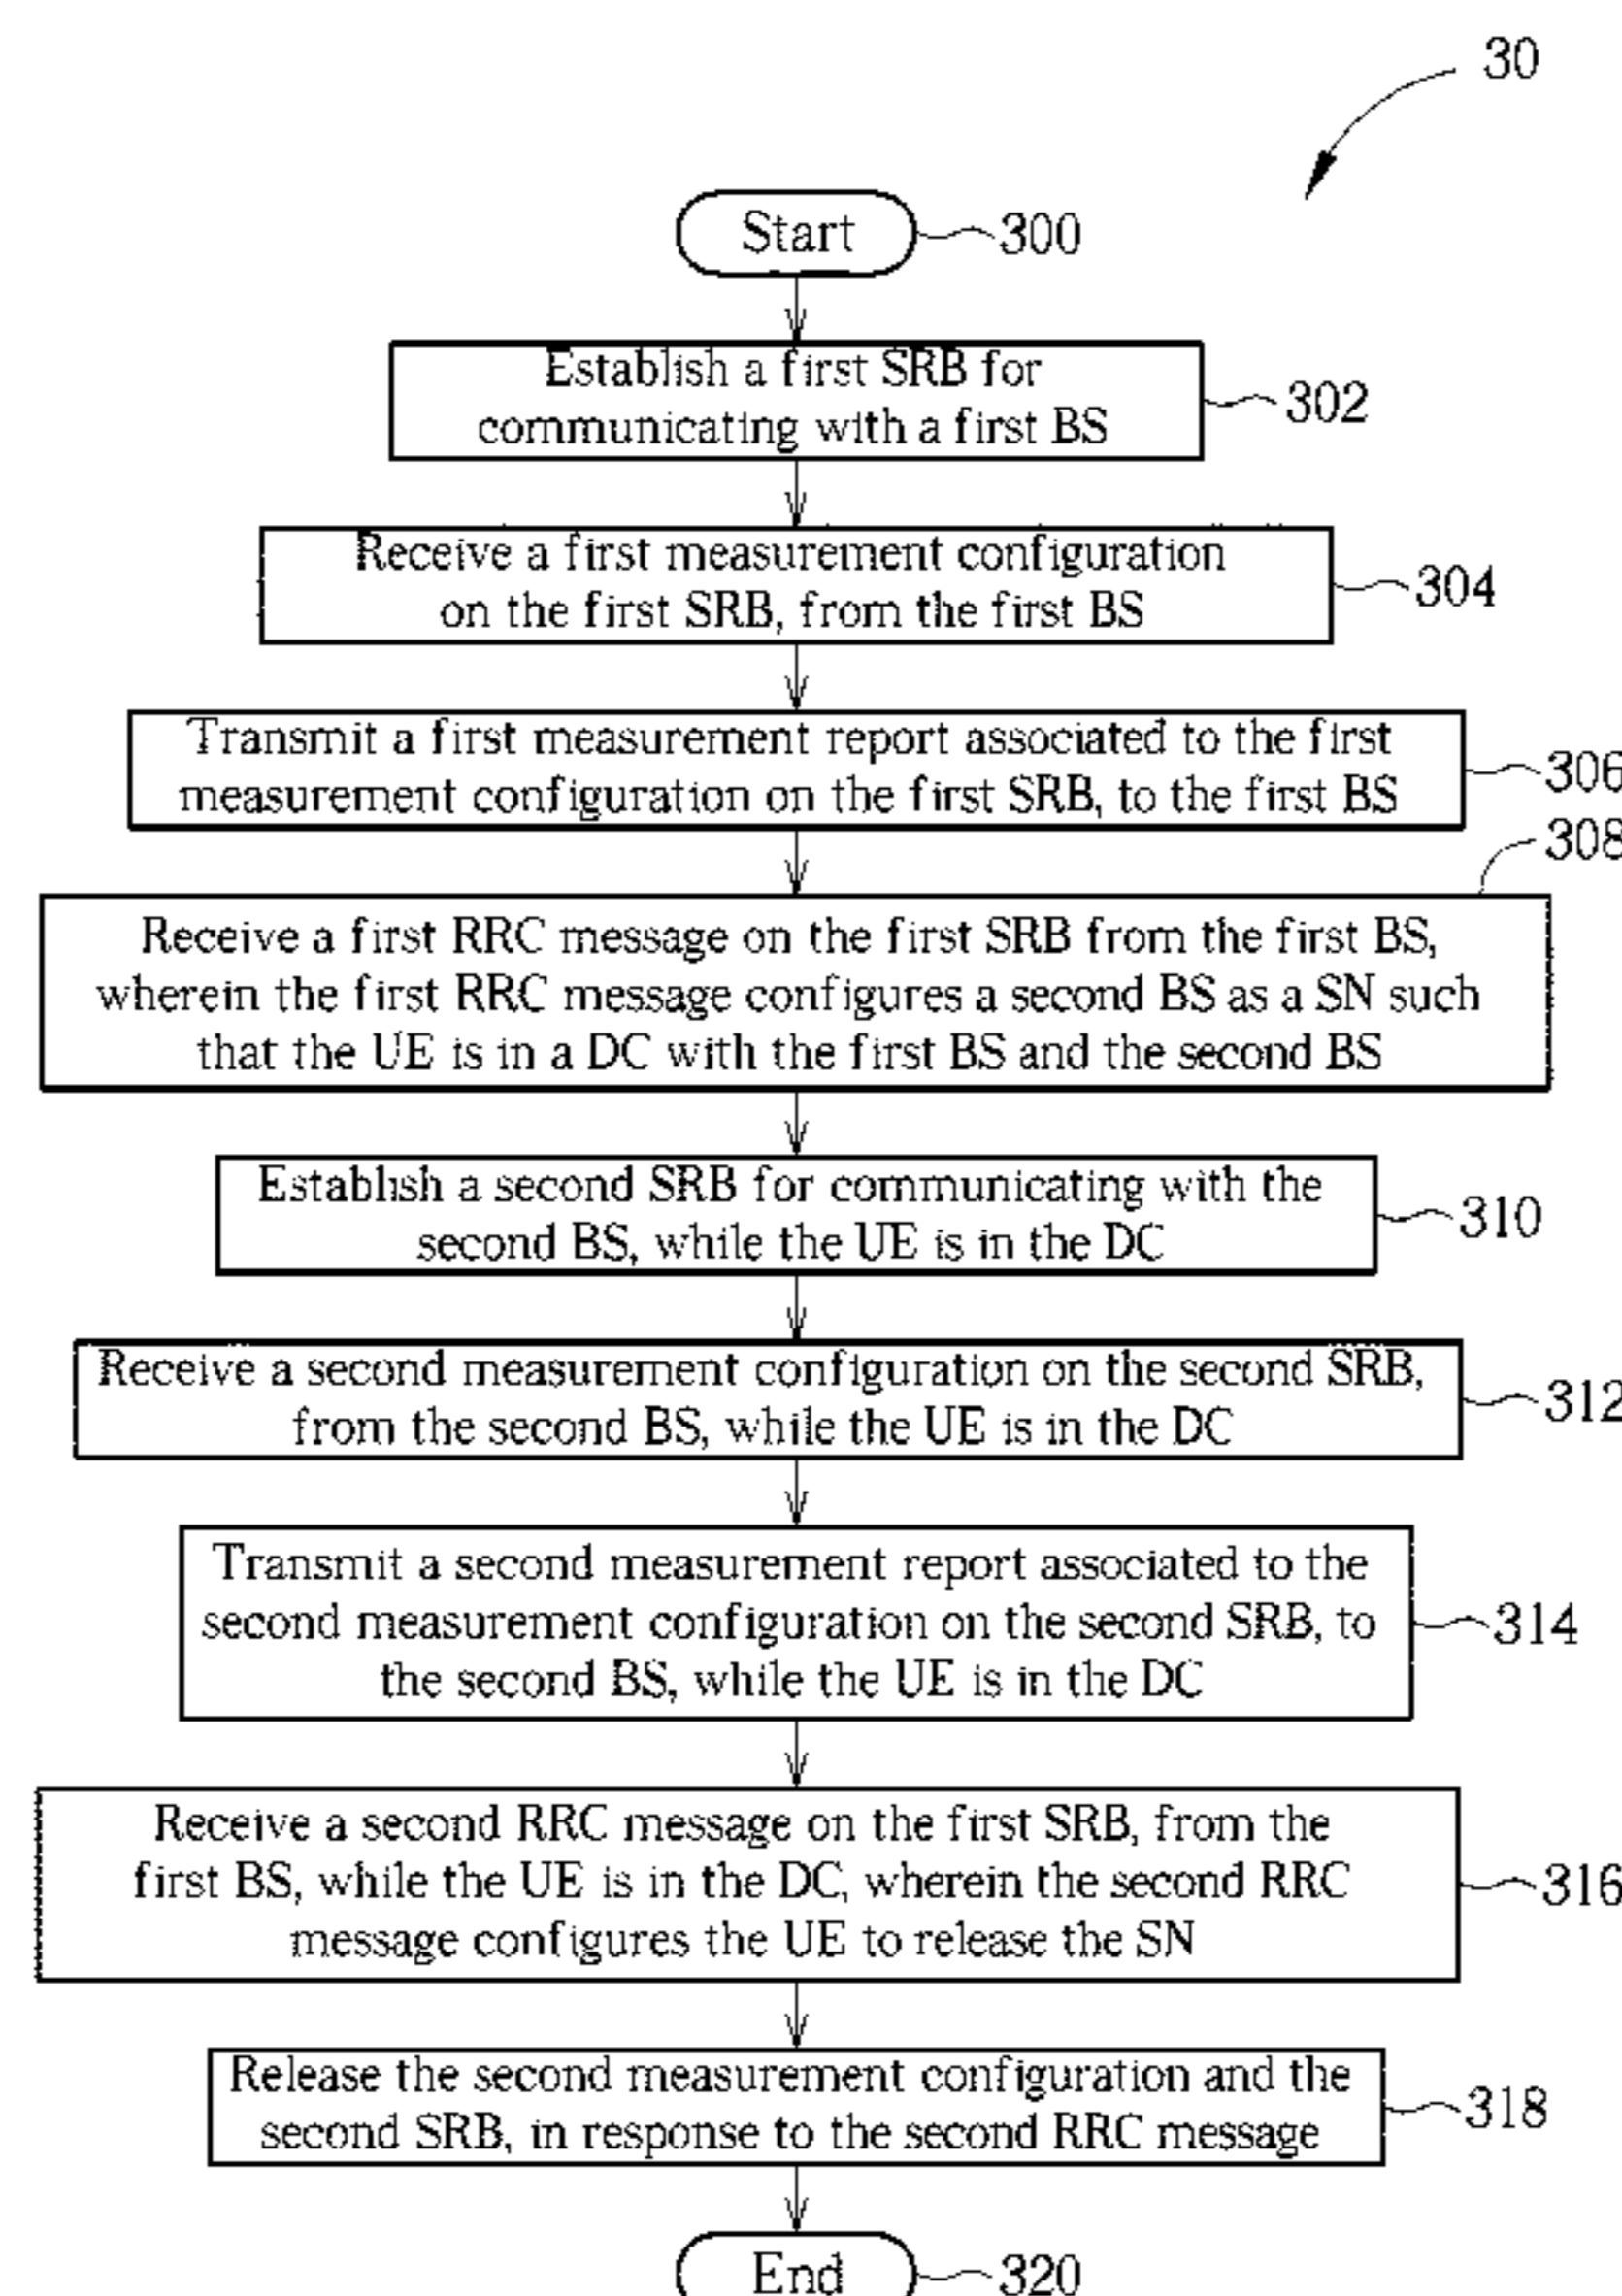 30
Start
300
Establish a first SRB for
communicating with a first BS
302
Receive a first measurement configuration
on the first SRB, from the first BS
304
Transmit a first measurement report associated to the first
measurement configuration on the first SRB, to the first BS
306
308
Receive a first RRC message on the first SRB from the first BS,
wherein the first RRC message configures a second BS as a SN such
that the UE is in a DC with the first BS and the second BS
Establish a second SRB for communicating with the
second BS, while the UE is in the DC
310
Receive a second measurement configuration on the second SRB,
from the second BS, while the UE is in the DC
312
Transmit a second measurement report associated to the
second measurement configuration on the second SRB, to
the second BS, while the UE is in the DC
314
Receive a second RRC message on the first SRB, from the
first BS, while the UE is in the DC, wherein the second RRC
message configures the UE to release the SN
316
Release the second measurement configuration and the
second SRB, in response to the second RRC message
318
End
320